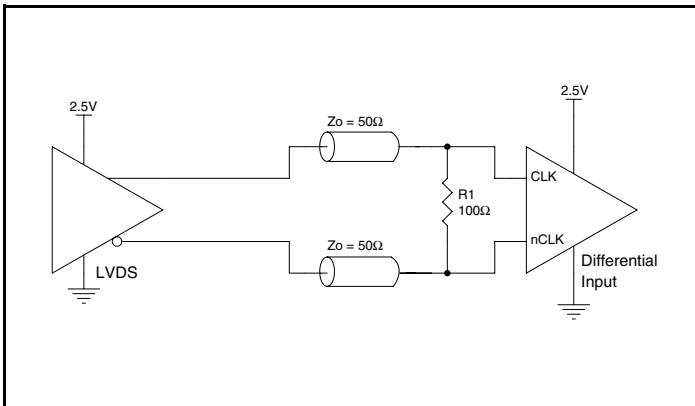 2.5V
2.5V
Zo = 50Ω
CLK
R1
100Ω
nCLK
Zo = 50Ω
LVDS
Differential
Input